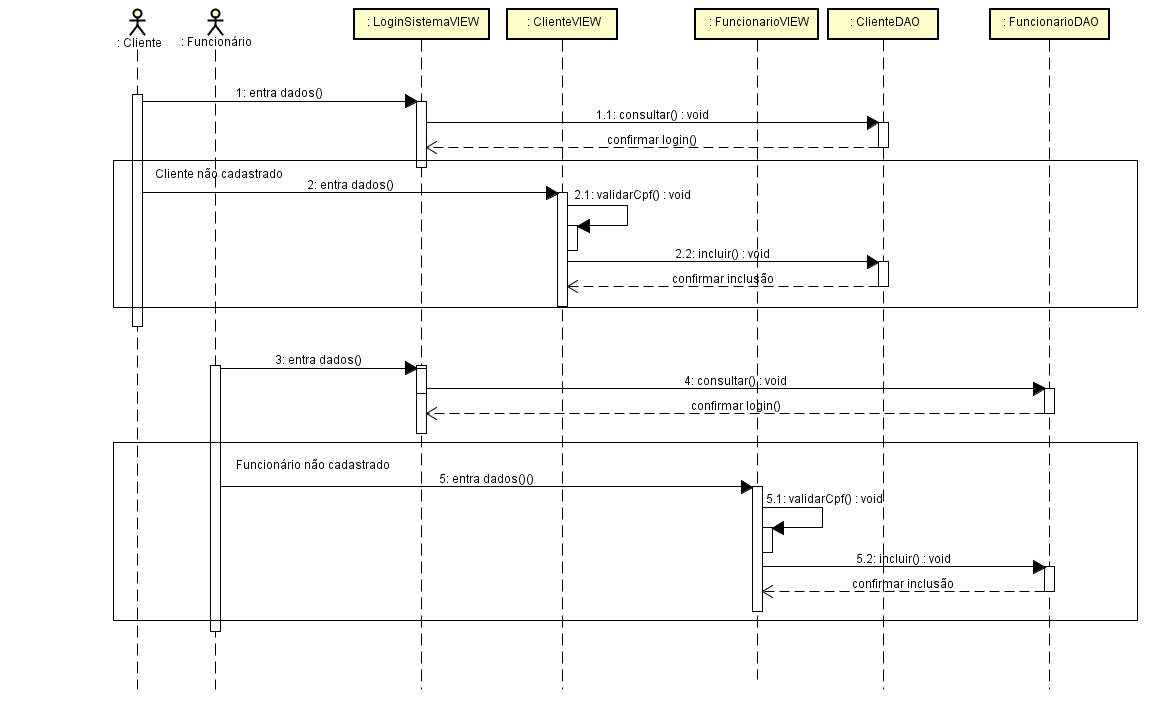 : Cliente
: Funcionário
: LoginSistemaVIEW
: ClienteVIEW
: FuncionarioVIEW
: ClienteDAO
: FuncionarioDAO
1: entra dados()
1.1: consultar() : void
confirmar login()
Cliente não cadastrado
2: entra dados()
2.1: validarCpf() : void
2.2: incluir() : void
confirmar inclusão
3: entra dados()
4: consultar() : void
confirmar login()
Funcionário não cadastrado
5: entra dados()()
5.1: validarCpf() : void
5.2: incluir() : void
confirmar inclusão